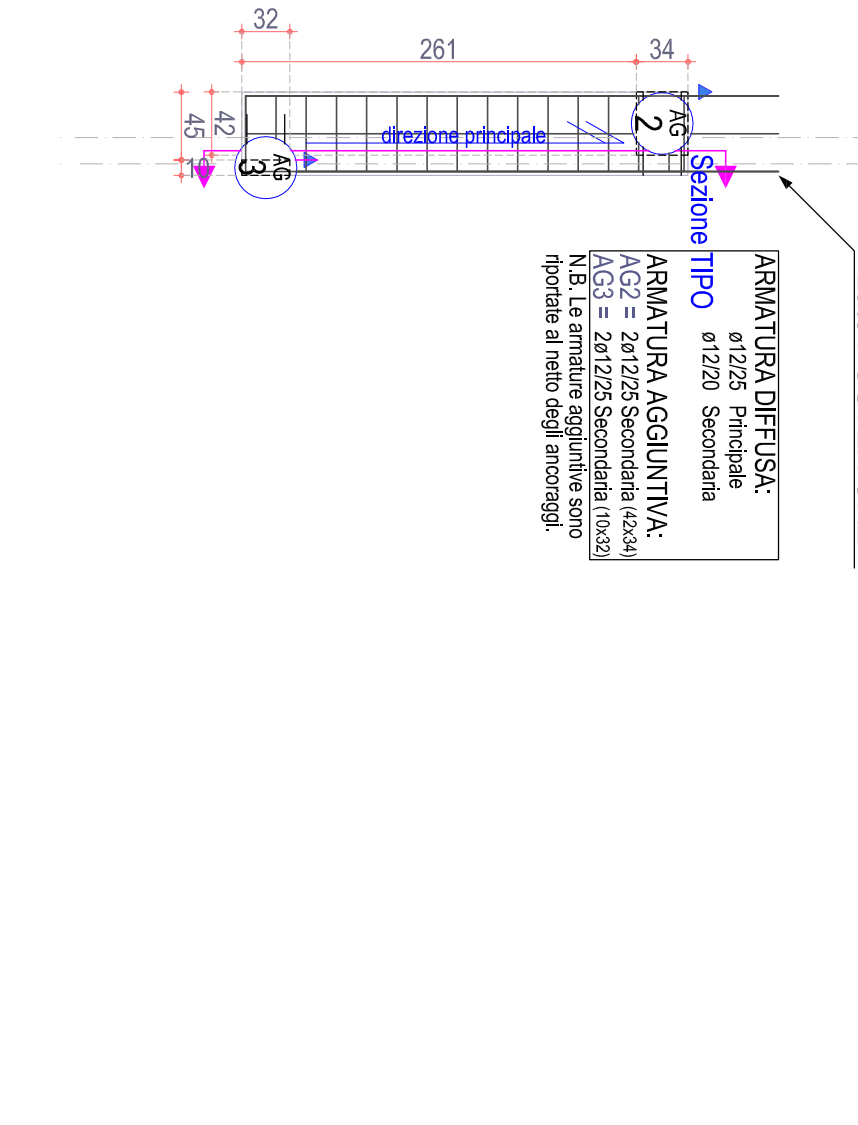 32
261
34
45
42
10
direzione principale
AG
2
AG
3
Sezione TIPO
ARMATURA DIFFUSA:
ø12/25 Principale
ø12/20 Secondaria
ARMATURA AGGIUNTIVA:
AG2 = 2ø12/25 Secondaria (42x34)
AG3 = 2ø12/25 Secondaria (10x32)
N.B. Le armature aggiuntive sono
riportate al netto degli ancoraggi.